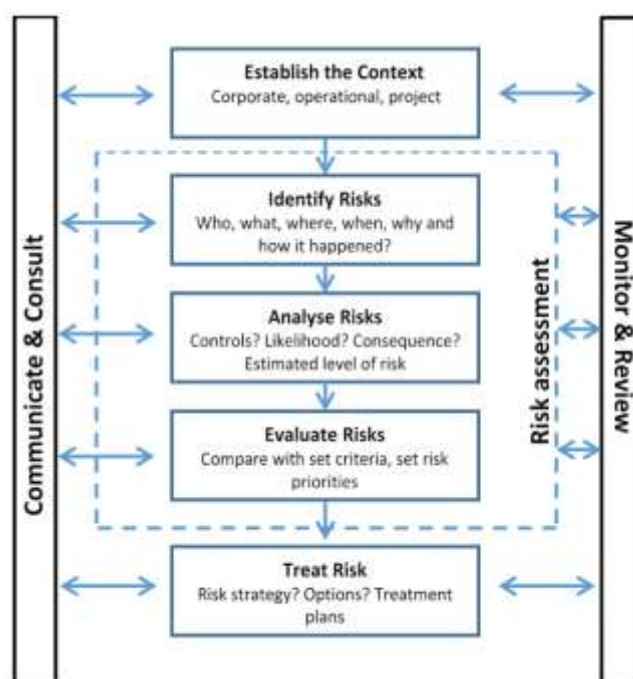 Establish the Context
Corporate, operational, project
Identify Risks
Who, what, where, when, why and
how it happened?
Analyse Risks
Controls? Likelihood? Consequence?
Estimated level of risk
Evaluate Risks
Compare with set criteria, set risk
priorities
Treat Risk
Risk strategy? Options? Treatment
plans
Communicate & Consult
Risk assessment
Monitor & Review